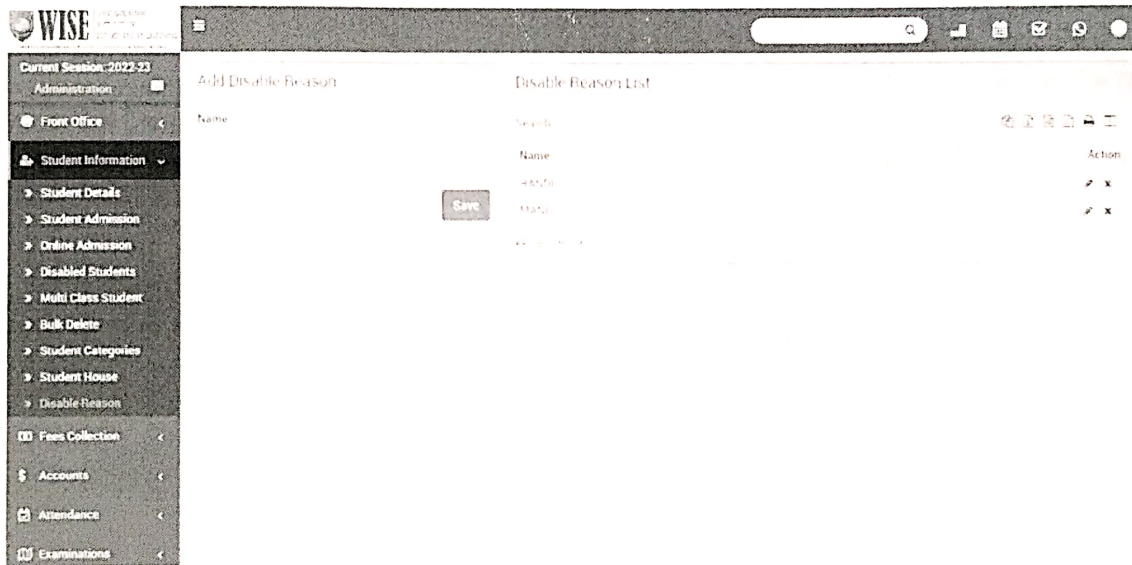 WISE
Current Session: 2022-23
Administration
Front Office
Student Information
Student Details
Student Admission
Online Admission
Disabled Students
Multi Class Student
Bulk Delete
Student Categories
Student House
Disable Reason
Fees Collection
Accounts
Attendance
Examinations
Add Disable Reason
Name
Save
Disable Reason List
Search
Name Action